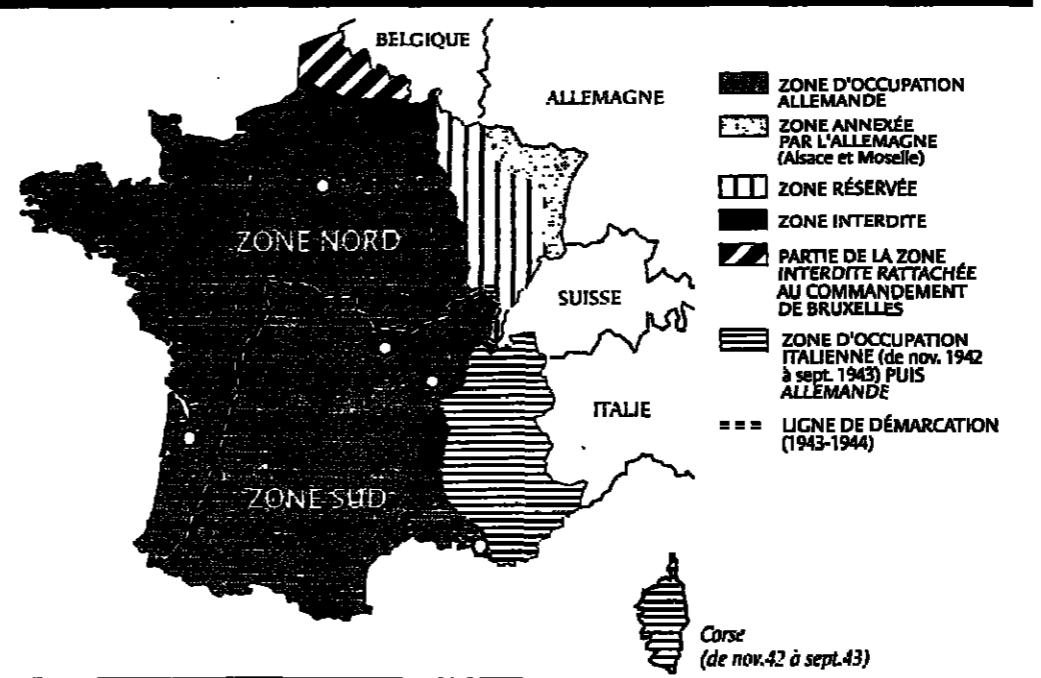 BELGIQUE
ALLEMAGNE
ZONE NORD
SUISSE
ITALIE
ZONE SUD
Corse
(de nov.42 à sept.43)
ZONE D'OCCUPATION
ALLEMANDE
ZONE ANNEXÉE
PAR L'ALLEMAGNE
(Alsace et Moselle)
ZONE RÉSERVÉE
ZONE INTERDITE
PARTIE DE LA ZONE
INTERDITE RATTACHÉE
AU COMMANDEMENT
DE BRUXELLES
ZONE D'OCCUPATION
ITALIENNE (de nov. 1942
à sept. 1943) PUIS
ALLEMANDE
LIGNE DE DÉMARCATION
(1943-1944)